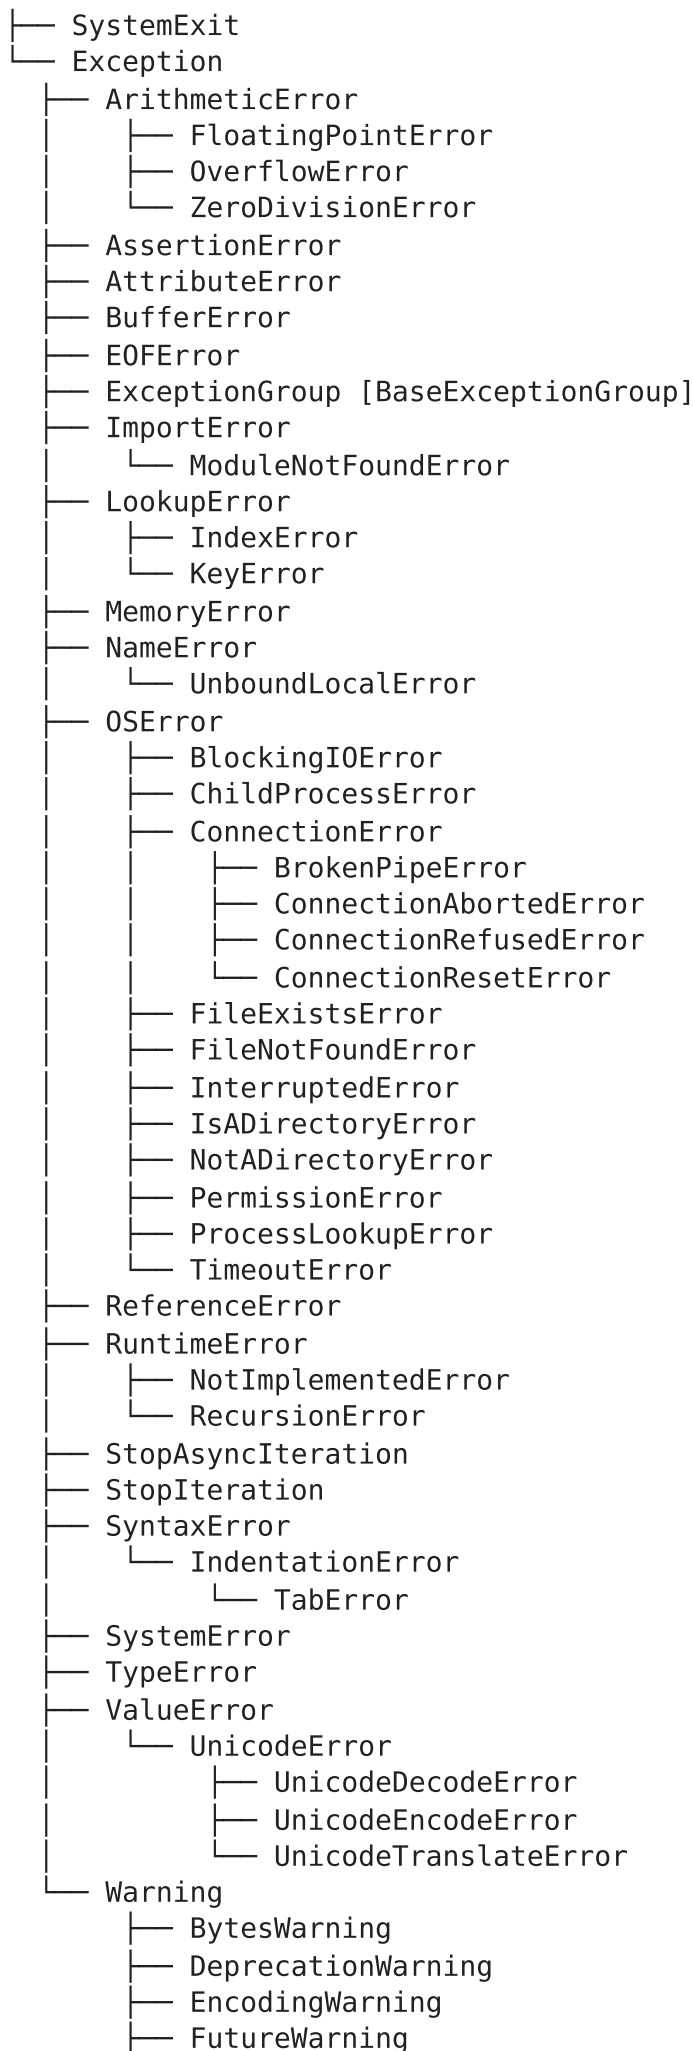 ├── SystemExit
└── Exception
  ├── ArithmeticError
  │    ├── FloatingPointError
  │    ├── OverflowError
  │    └── ZeroDivisionError
  ├── AssertionError
  ├── AttributeError
  ├── BufferError
  ├── EOFError
  ├── ExceptionGroup [BaseExceptionGroup]
  ├── ImportError
  │    └── ModuleNotFoundError
  ├── LookupError
  │    ├── IndexError
  │    └── KeyError
  ├── MemoryError
  ├── NameError
  │    └── UnboundLocalError
  ├── OSError
  │    ├── BlockingIOError
  │    ├── ChildProcessError
  │    ├── ConnectionError
  │    │    ├── BrokenPipeError
  │    │    ├── ConnectionAbortedError
  │    │    ├── ConnectionRefusedError
  │    │    └── ConnectionResetError
  │    ├── FileExistsError
  │    ├── FileNotFoundError
  │    ├── InterruptedError
  │    ├── IsADirectoryError
  │    ├── NotADirectoryError
  │    ├── PermissionError
  │    ├── ProcessLookupError
  │    └── TimeoutError
  ├── ReferenceError
  ├── RuntimeError
  │    ├── NotImplementedError
  │    └── RecursionError
  ├── StopAsyncIteration
  ├── StopIteration
  ├── SyntaxError
  │    └── IndentationError
  │         └── TabError
  ├── SystemError
  ├── TypeError
  ├── ValueError
  │    └── UnicodeError
  │         ├── UnicodeDecodeError
  │         ├── UnicodeEncodeError
  │         └── UnicodeTranslateError
  └── Warning
       ├── BytesWarning
       ├── DeprecationWarning
       ├── EncodingWarning
       ├── FutureWarning